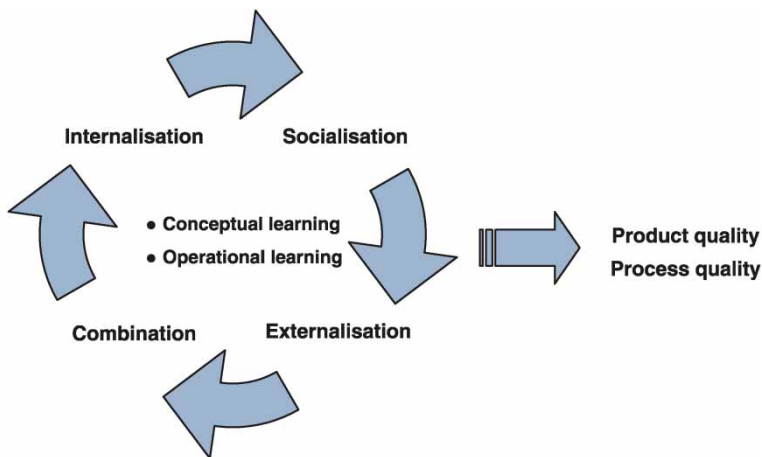 Internalisation
Socialisation
● Conceptual learning
● Operational learning
Product quality
Process quality
Combination
Externalisation